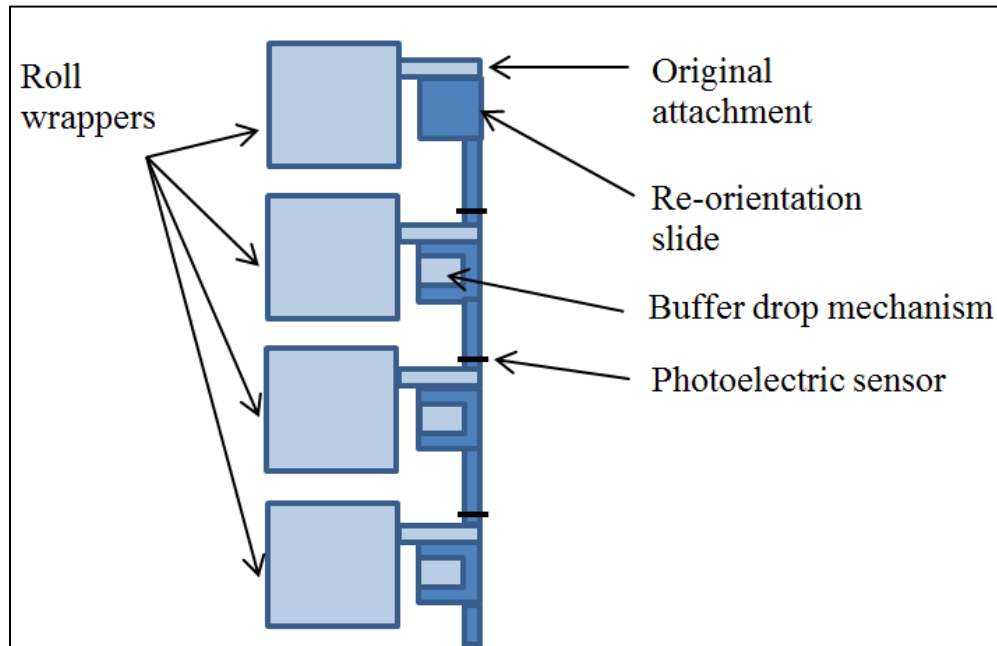 Roll
wrappers
Original
attachment
Re-orientation
slide
Buffer drop mechanism
Photoelectric sensor